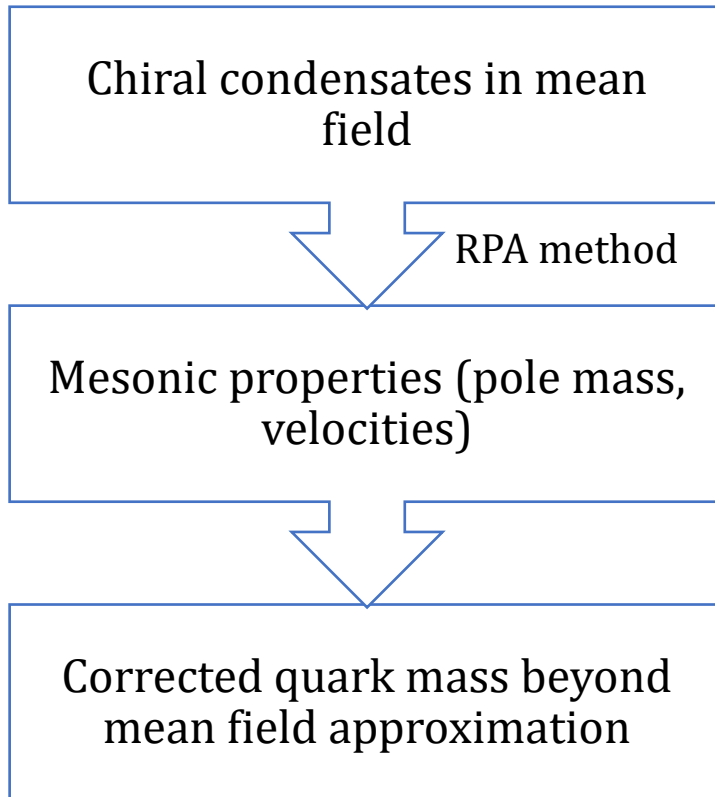 Chiral condensates in mean
field
RPA method
Mesonic properties (pole mass,
velocities)
Corrected quark mass beyond
mean field approximation